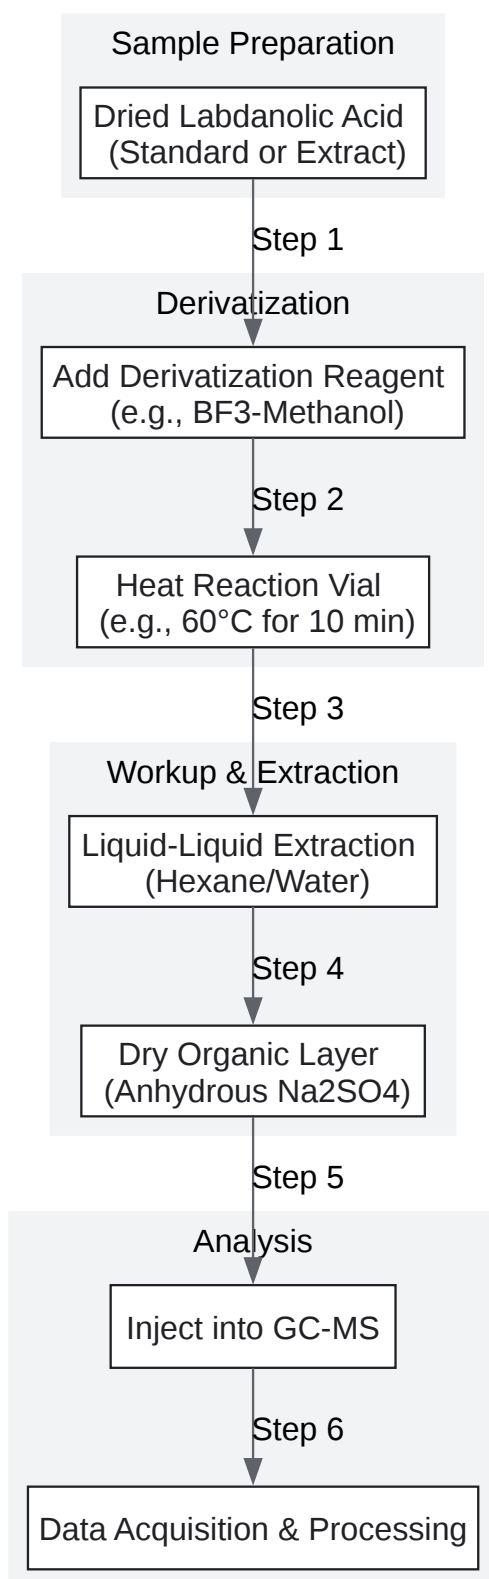 Sample Preparation
Dried Labdanolic Acid
(Standard or Extract)
Step 1
Derivatization
Add Derivatization Reagent
(e.g., BF3-Methanol)
Step 2
Heat Reaction Vial
(e.g., 60°C for 10 min)
Step 3
Workup & Extraction
Liquid-Liquid Extraction
(Hexane/Water)
Step 4
Dry Organic Layer
(Anhydrous Na2SO4)
Step 5
Analysis
Inject into GC-MS
Step 6
Data Acquisition & Processing